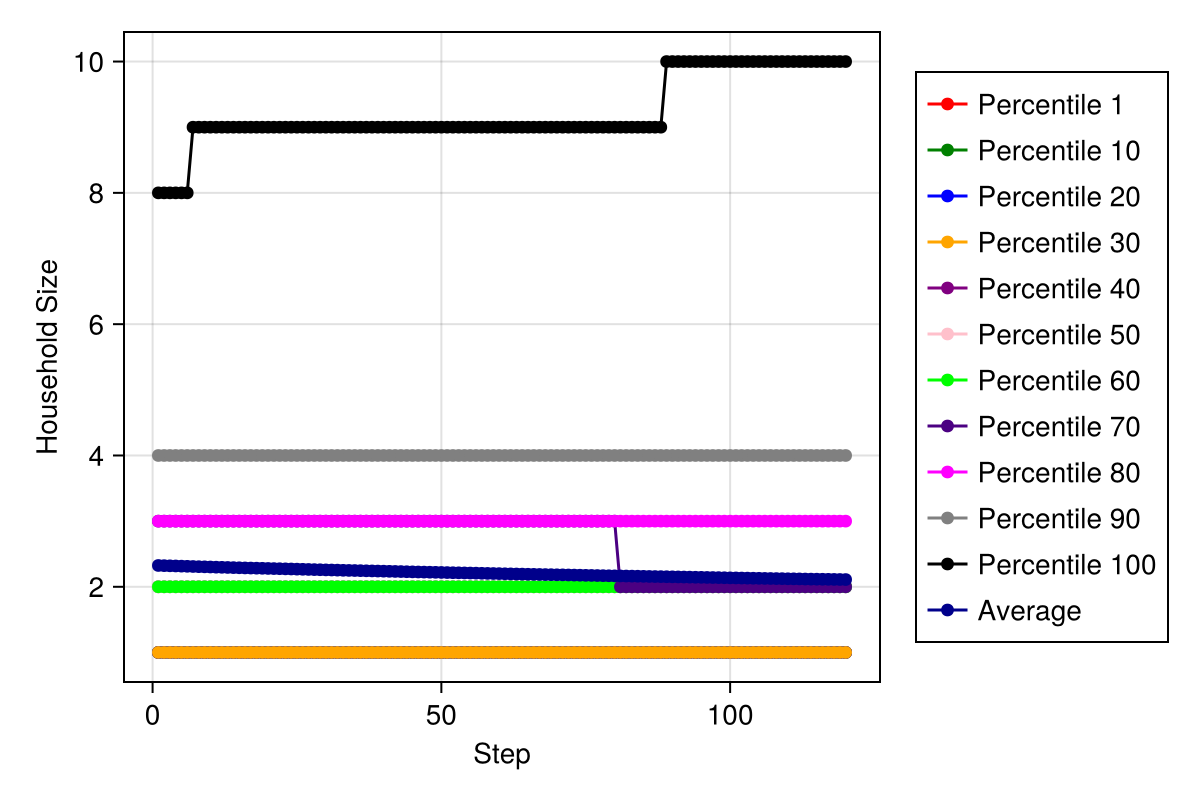 10
8
6
4
2
Household Size
0
50
100
Step
Percentile 1
Percentile 10
Percentile 20
Percentile 30
Percentile 40
Percentile 50
Percentile 60
Percentile 70
Percentile 80
Percentile 90
Percentile 100
Average